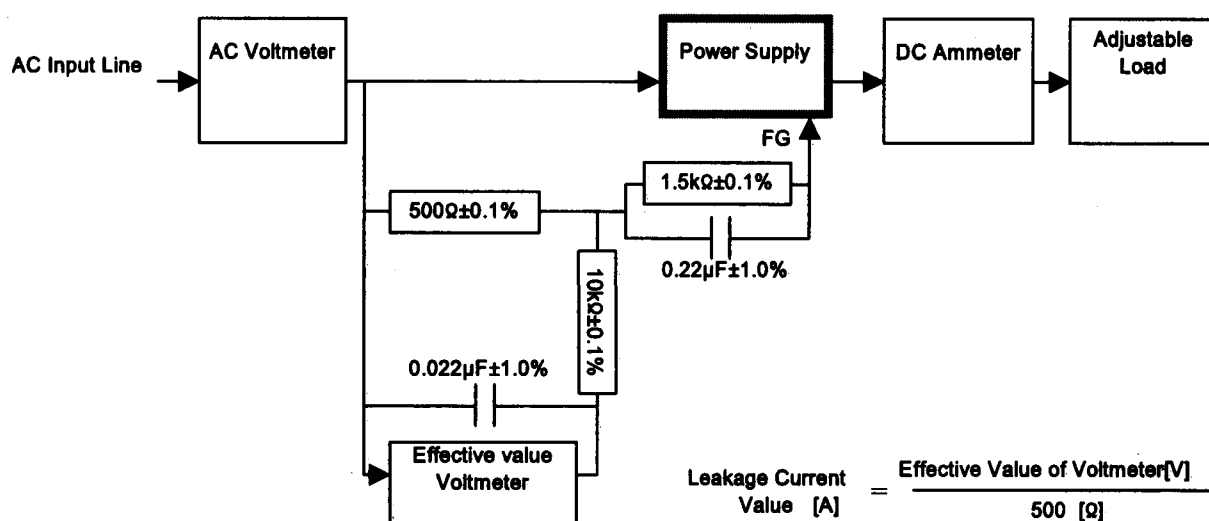 AC Input Line
AC Voltmeter
Power Supply
DC Ammeter
Adjustable
Load
FG
500Ω±0.1%
1.5kΩ±0.1%
0.22µF±1.0%
10kΩ±0.1%
0.022µF±1.0%
Effective value
Voltmeter
Leakage Current
Value [A]
=
Effective Value of Voltmeter[V]
500 [Ω]